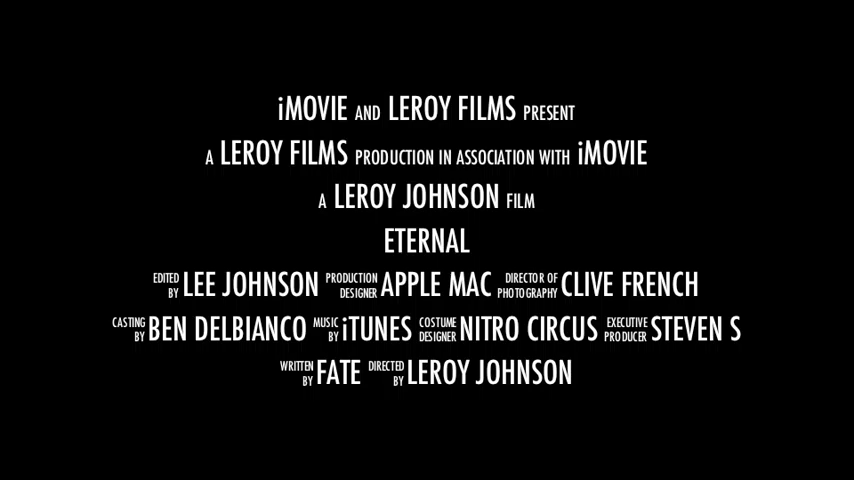 iMOVIE AND LEROY FILMS PRESENT
A LEROY FILMS PRODUCTION IN ASSOCIATION WITH iMOVIE
A LEROY JOHNSON FILM
ETERNAL
EDITED BY LEE JOHNSON PRODUCTION DESIGNER APPLE MAC DIRECTOR OF PHOTOGRAPHY CLIVE FRENCH
CASTING BY BEN DELBIANCO MUSIC BY iTUNES COSTUME DESIGNER NITRO CIRCUS EXECUTIVE PRODUCER STEVEN S
WRITTEN BY FATE DIRECTED BY LEROY JOHNSON